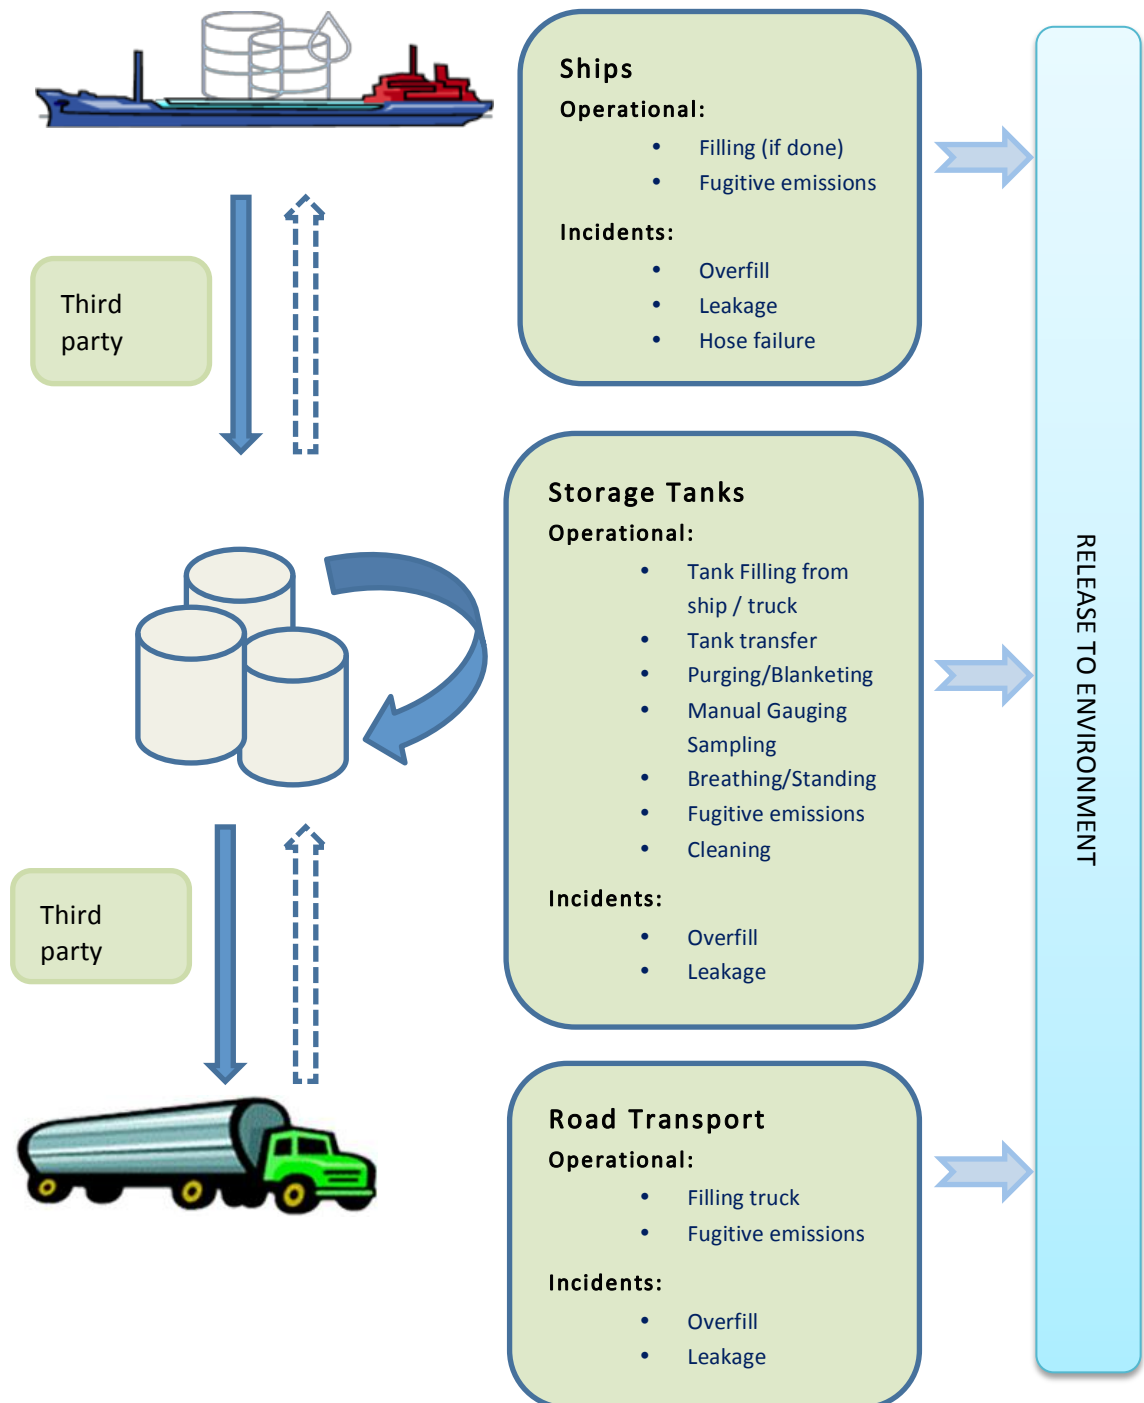 Ships
Operational:
• Filling (if done)
• Fugitive emissions
Incidents:
• Overfill
• Leakage
• Hose failure
Third
party
Storage Tanks
Operational:
• Tank Filling from
ship / truck
• Tank transfer
• Purging/Blanketing
• Manual Gauging
Sampling
• Breathing/Standing
• Fugitive emissions
• Cleaning
Incidents:
• Overfill
• Leakage
Third
party
Road Transport
Operational:
• Filling truck
• Fugitive emissions
Incidents:
• Overfill
• Leakage
RELEASE TO ENVIRONMENT